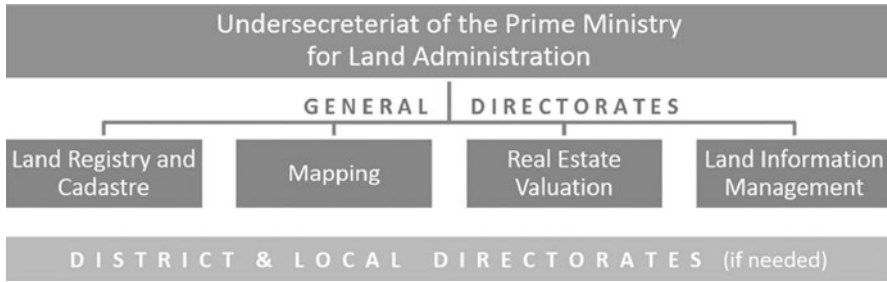 Undersecreteriat of the Prime Ministry
for Land Administration
GENERAL DIRECTORATES
Land Registry and
Cadastre
Mapping
Real Estate
Valuation
Land Information
Management
DISTRICT & LOCAL DIRECTORATES (if needed)